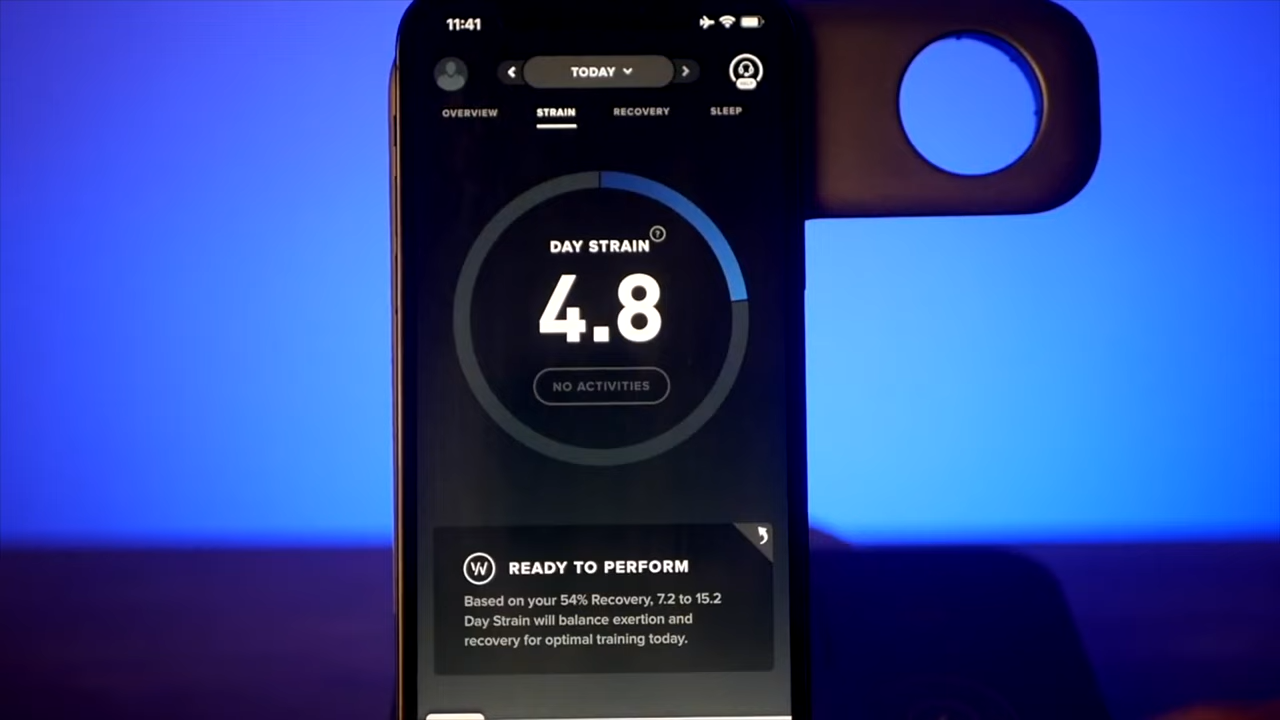 11:41
TODAY
OVERVIEW STRAIN RECOVERY SLEEP
DAY STRAIN ?
4.8
NO ACTIVITIES
W READY TO PERFORM
Based on your 54% Recovery, 7.2 to 15.2
Day Strain will balance exertion and
recovery for optimal training today.